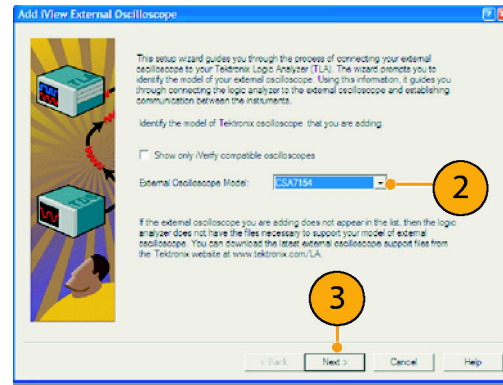 Add iView External Oscilloscope
This setup wizard guides you through the process of connecting your external
oscilloscope to your Tektronix Logic Analyzer (TLA). The wizard prompts you to
identify the model of your external oscilloscope. Using this information, it guides you
through connecting the logic analyzer to the external oscilloscope and establishing
communication between the instruments.
Identify the model of Tektronix oscilloscope that you are adding.
Show only iVerify compatible oscilloscopes
External Oscilloscope Model: CSA7154
2
If the external oscilloscope you are adding does not appear in the list, then the logic
analyzer does not have the files necessary to support your model of external
oscilloscope. You can download the latest external oscilloscope support files from
the Tektronix website at www.tektronix.com/LA.
3
< Back Next > Cancel Help
TLA